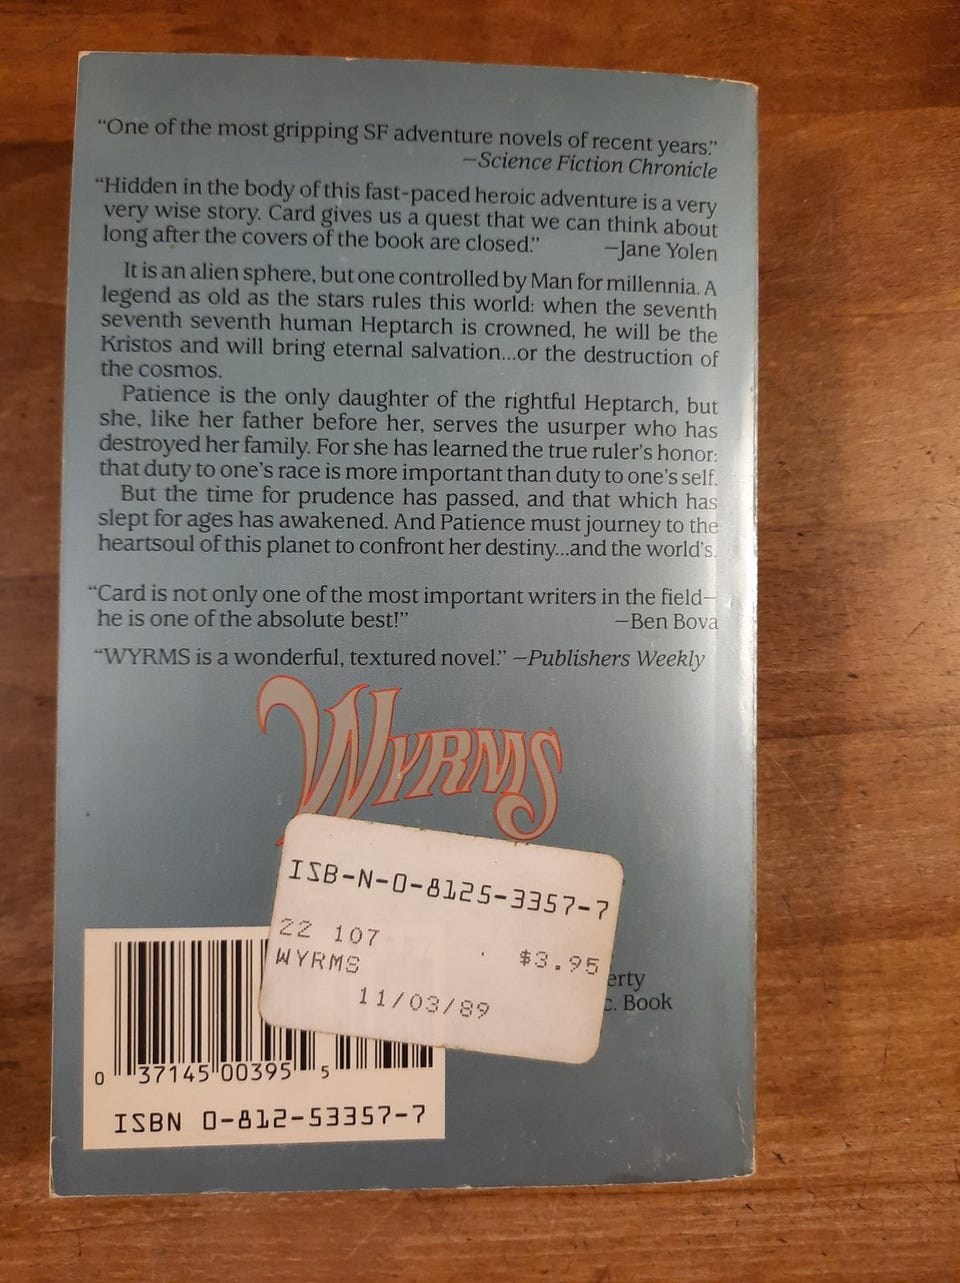 “One of the most gripping SF adventure novels of recent years.”
—Science Fiction Chronicle
“Hidden in the body of this fast-paced heroic adventure is a very
very wise story. Card gives us a quest that we can think about
long after the covers of the book are closed.” —Jane Yolen
It is an alien sphere, but one controlled by Man for millennia. A
legend as old as the stars rules this world: when the seventh
seventh seventh human Heptarch is crowned, he will be the
Kristos and will bring eternal salvation...or the destruction of
the cosmos.
Patience is the only daughter of the rightful Heptarch, but
she, like her father before her, serves the usurper who has
destroyed her family. For she has learned the true ruler's honor:
that duty to one's race is more important than duty to one's self.
But the time for prudence has passed, and that which has
slept for ages has awakened. And Patience must journey to the
heartsoul of this planet to confront her destiny...and the world's.
“Card is not only one of the most important writers in the field—
he is one of the absolute best!” —Ben Bova
“WYRMS is a wonderful, textured novel.” —Publishers Weekly
WYRMS
ISB-N-0-8125-3357-7
ZZ 107
WYRMS $3.95
11/03/89
erty
c. Book
0 37145 00395 5
ISBN 0-812-53357-7